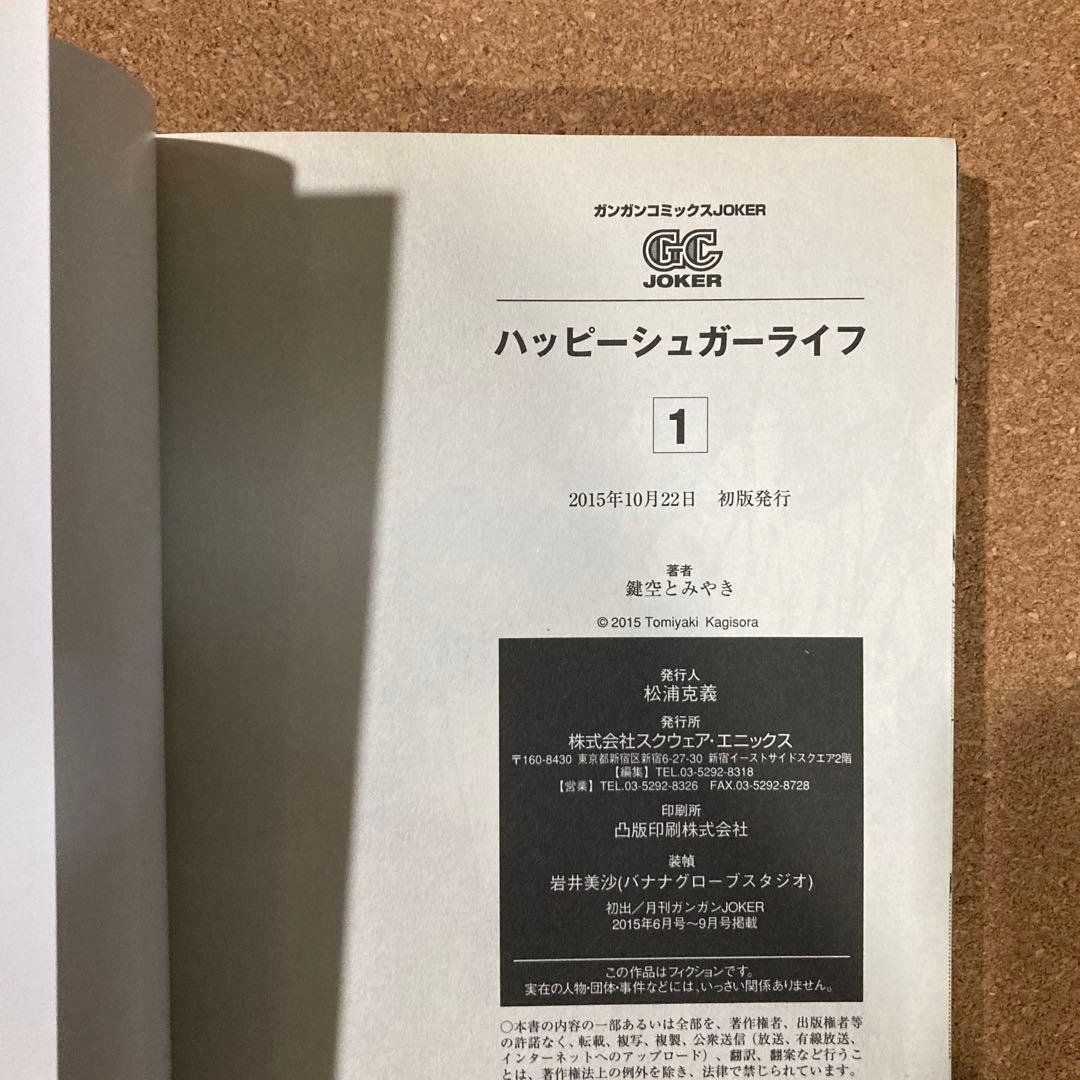 ガンガンコミックスJOKER
GC
JOKER
ハッピーシュガーライフ
1
2015年10月22日　初版発行
著者
鍵空とみやき
© 2015 Tomiyaki Kagisora
発行人
松浦克義
発行所
株式会社スクウェア・エニックス
〒160-8430 東京都新宿区新宿6-27-30 新宿イーストサイドスクエア2階
【編集】TEL.03-5292-8318
【営業】TEL.03-5292-8326　FAX.03-5292-8728
印刷所
凸版印刷株式会社
装幀
岩井美沙(バナナグローブスタジオ)
初出／月刊ガンガンJOKER
2015年6月号～9月号掲載
この作品はフィクションです。
実在の人物・団体・事件などには、いっさい関係ありません。
○本書の内容の一部あるいは全部を、著作権者、出版権者等
の許諾なく、転載、複写、複製、公衆送信（放送、有線放送、
インターネットへのアップロード）、翻訳、翻案など行うこ
とは、著作権法上の例外を除き、法律で禁じられています。